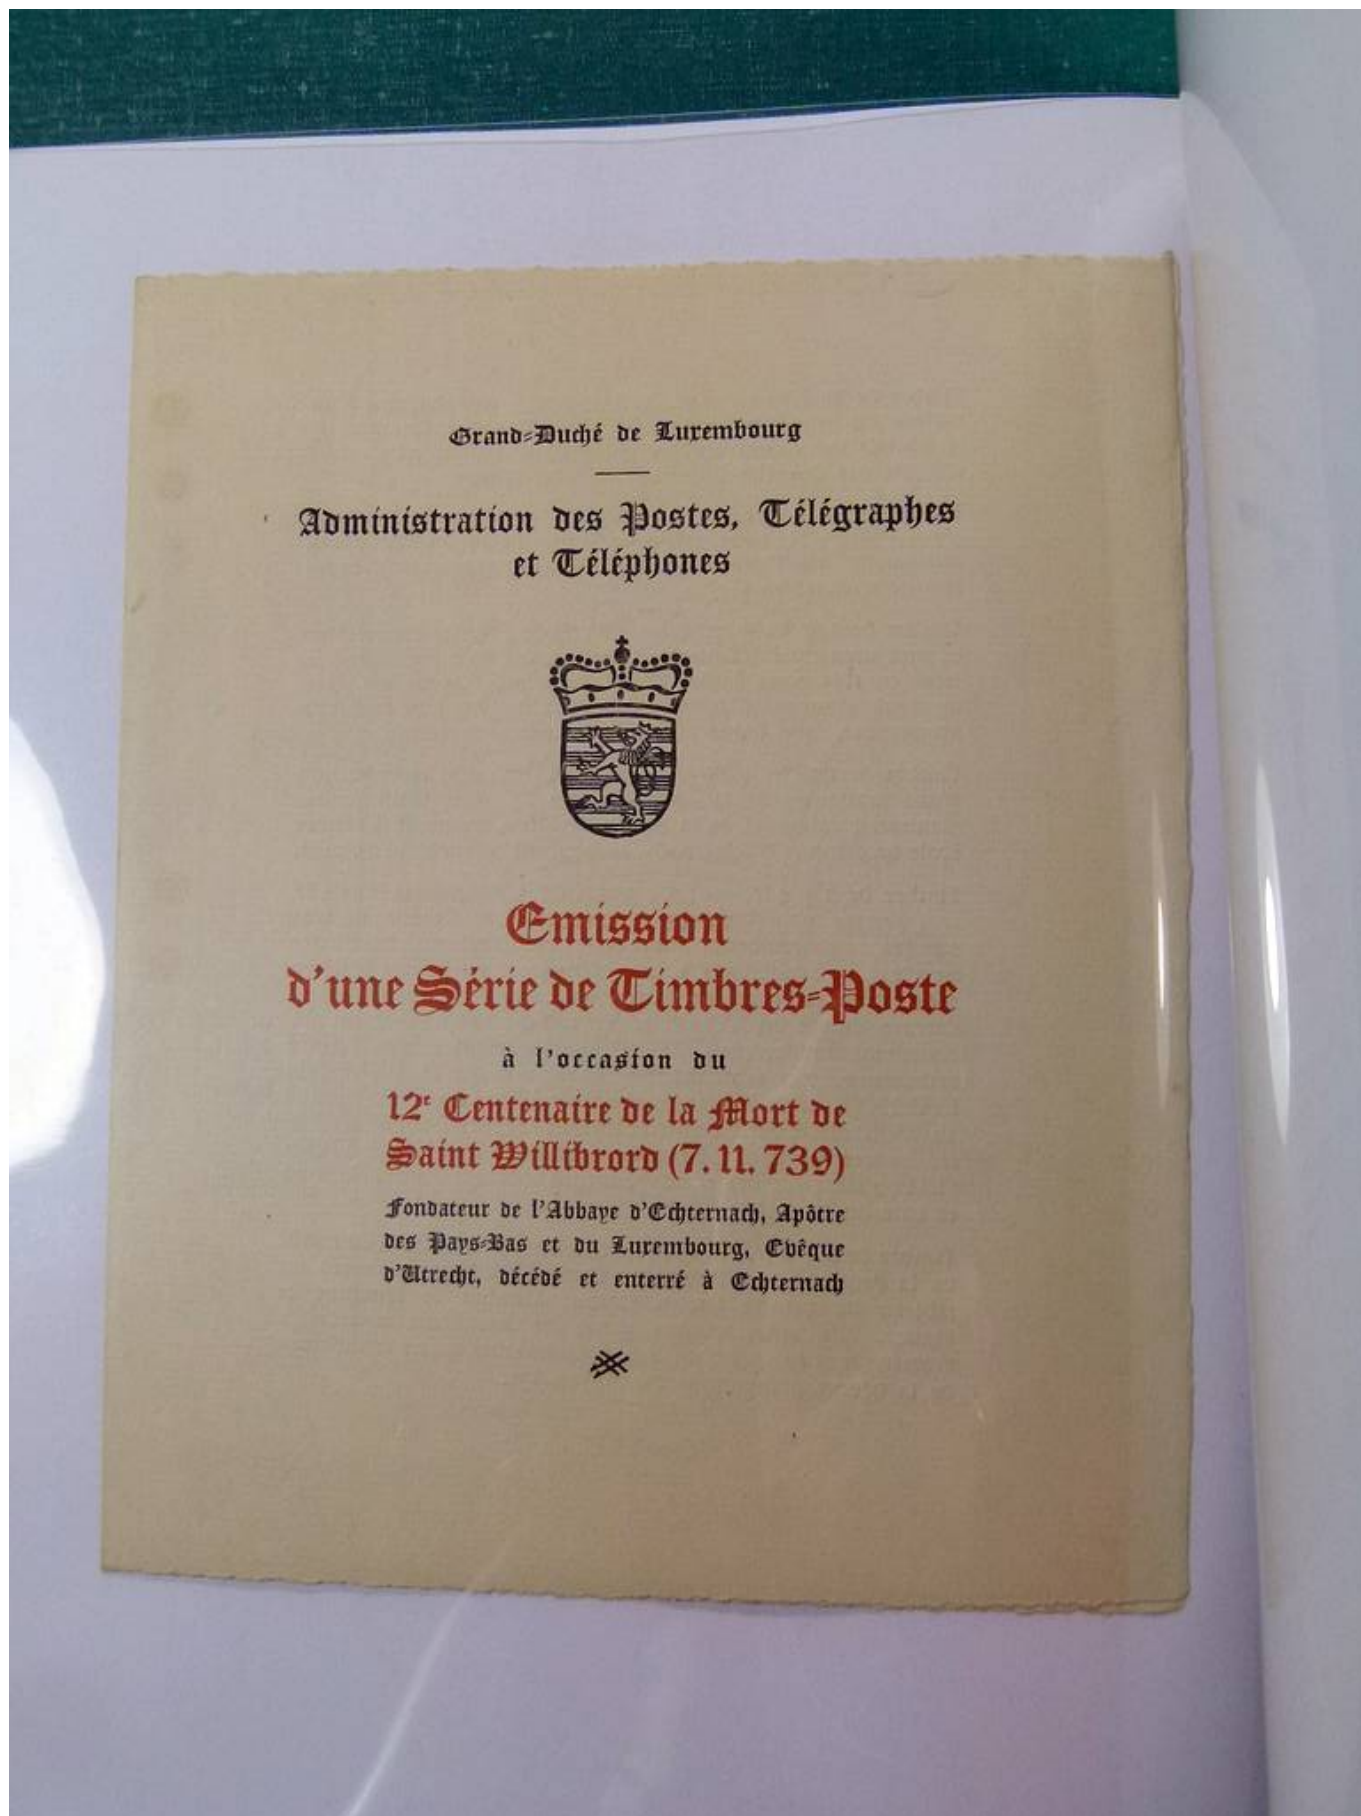 Grand-Duché de Luxembourg
Administration des Postes, Télégraphes
et Téléphones
Emission
d'une Série de Timbres-Poste
à l'occasion du
12e Centenaire de la Mort de
Saint Willibrord (7. 11. 739)
Fondateur de l'Abbaye d'Echternach, Apôtre
des Pays-Bas et du Luxembourg, Evêque
d'Utrecht, décédé et enterré à Echternach